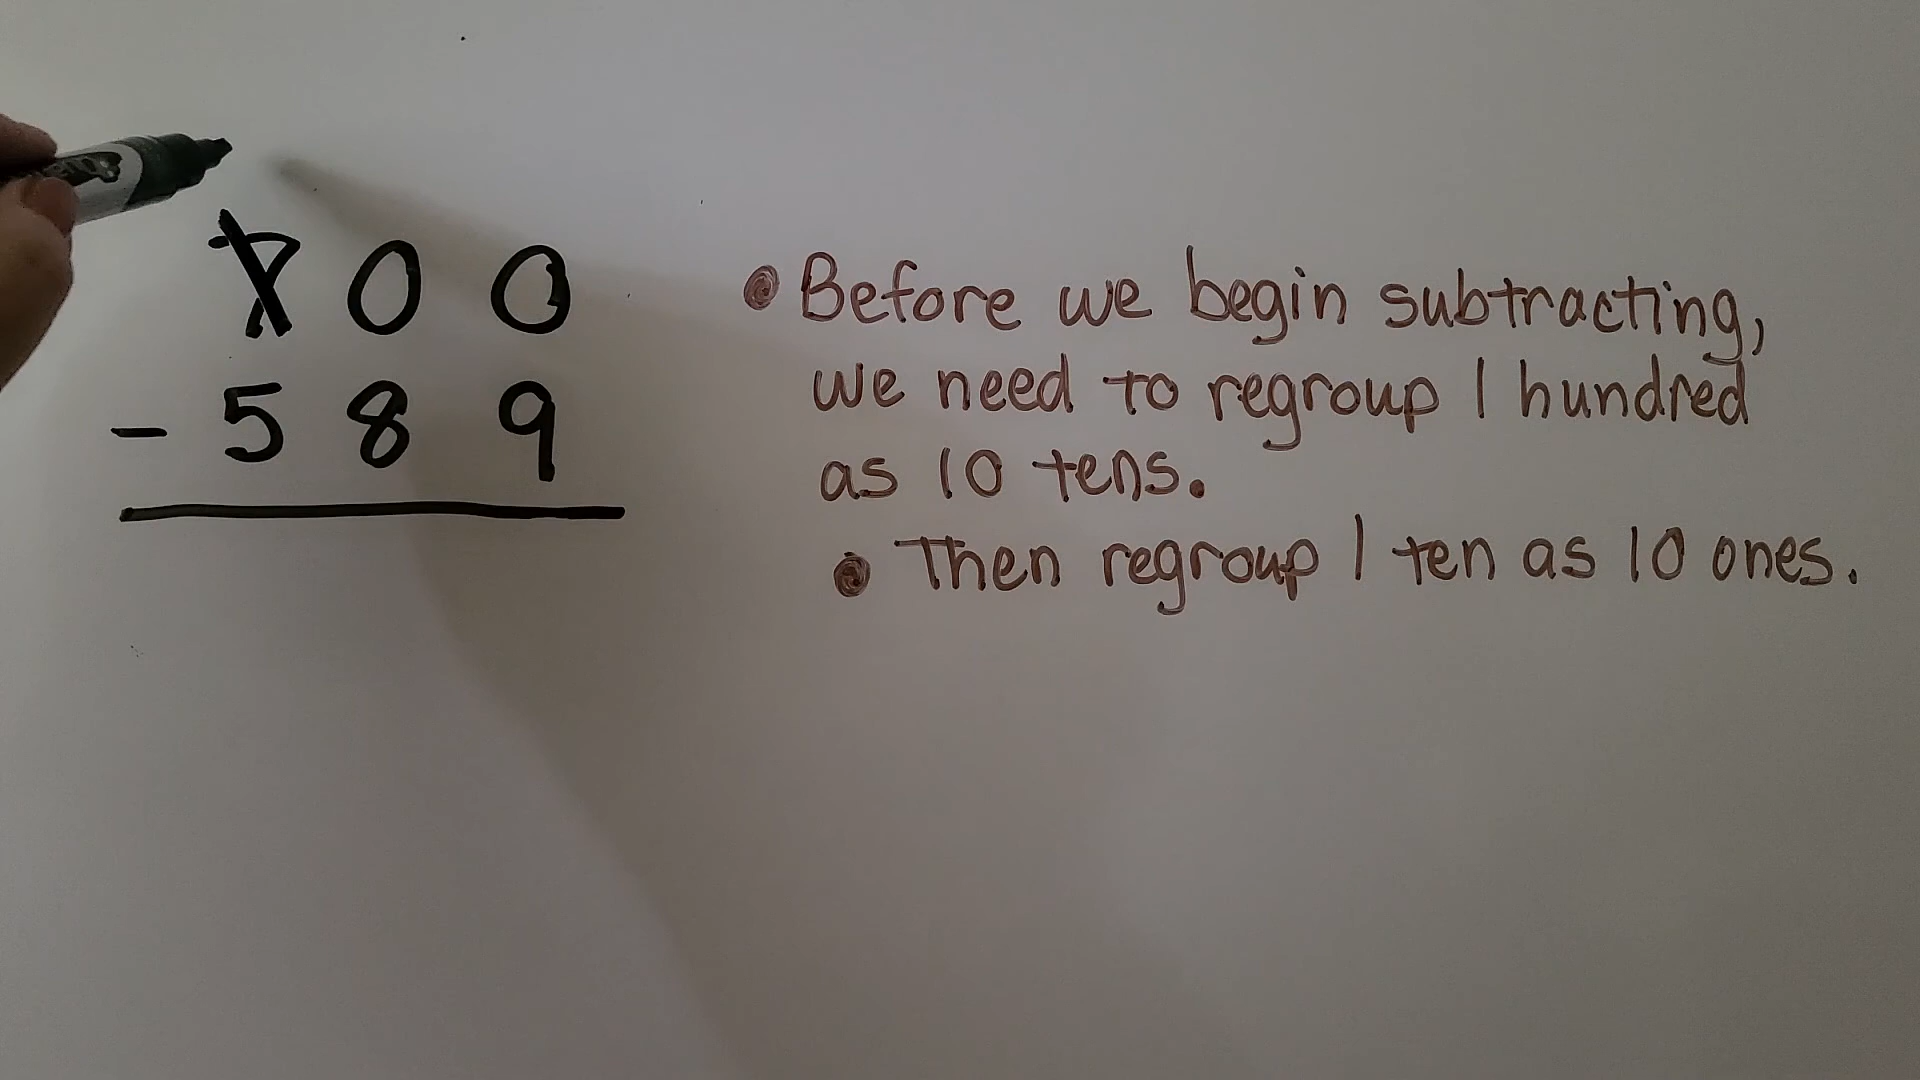 700
- 589
• Before we begin subtracting,
we need to regroup 1 hundred
as 10 tens.
• Then regroup 1 ten as 10 ones.